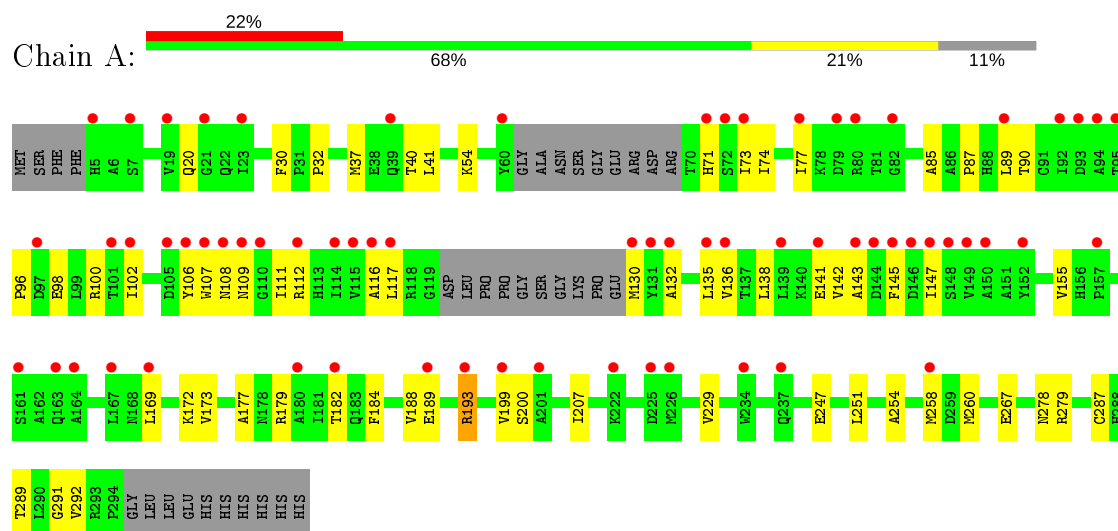 22%
Chain A:
68% 21% 11%
MET SER PHE PHE H5 A6 S7 V19 Q20 G21 Q22 I23 F30 P31 P32 M37 E38 Q39 T40 L41 K54 Y60 GLY ALA ASN SER GLY GLU ARG ASP ARG T70 H71 S72 I73 I74 I77 K78 D79 R80 T81 G82 A85 A86 P87 H88 L89 T90 C91 I92 D93 A94 T95
P96 D97 E98 L99 R100 T101 I102 D105 Y106 W107 N108 N109 G110 I111 R112 H113 I114 V115 A116 L117 R118 G119 ASP LEU PRO PRO GLY SER GLY LYS PRO GLU M130 Y131 A132 L135 V136 T137 L138 L139 K140 E141 V142 A143 D144 F145 D146 I147 S148 V149 A150 A151 Y152 V155 H156 P157
S161 A162 Q163 A164 L167 N168 L169 K172 V173 A177 N178 R179 A180 I181 T182 Q183 F184 V188 E189 R193 V199 S200 A201 I207 K222 D225 M226 V229 W234 Q237 E247 L251 A254 M258 D259 M260 E267 N278 R279 C287 H288
T289 L290 G291 V292 R293 P294 GLY LEU LEU GLU HIS HIS HIS HIS HIS HIS